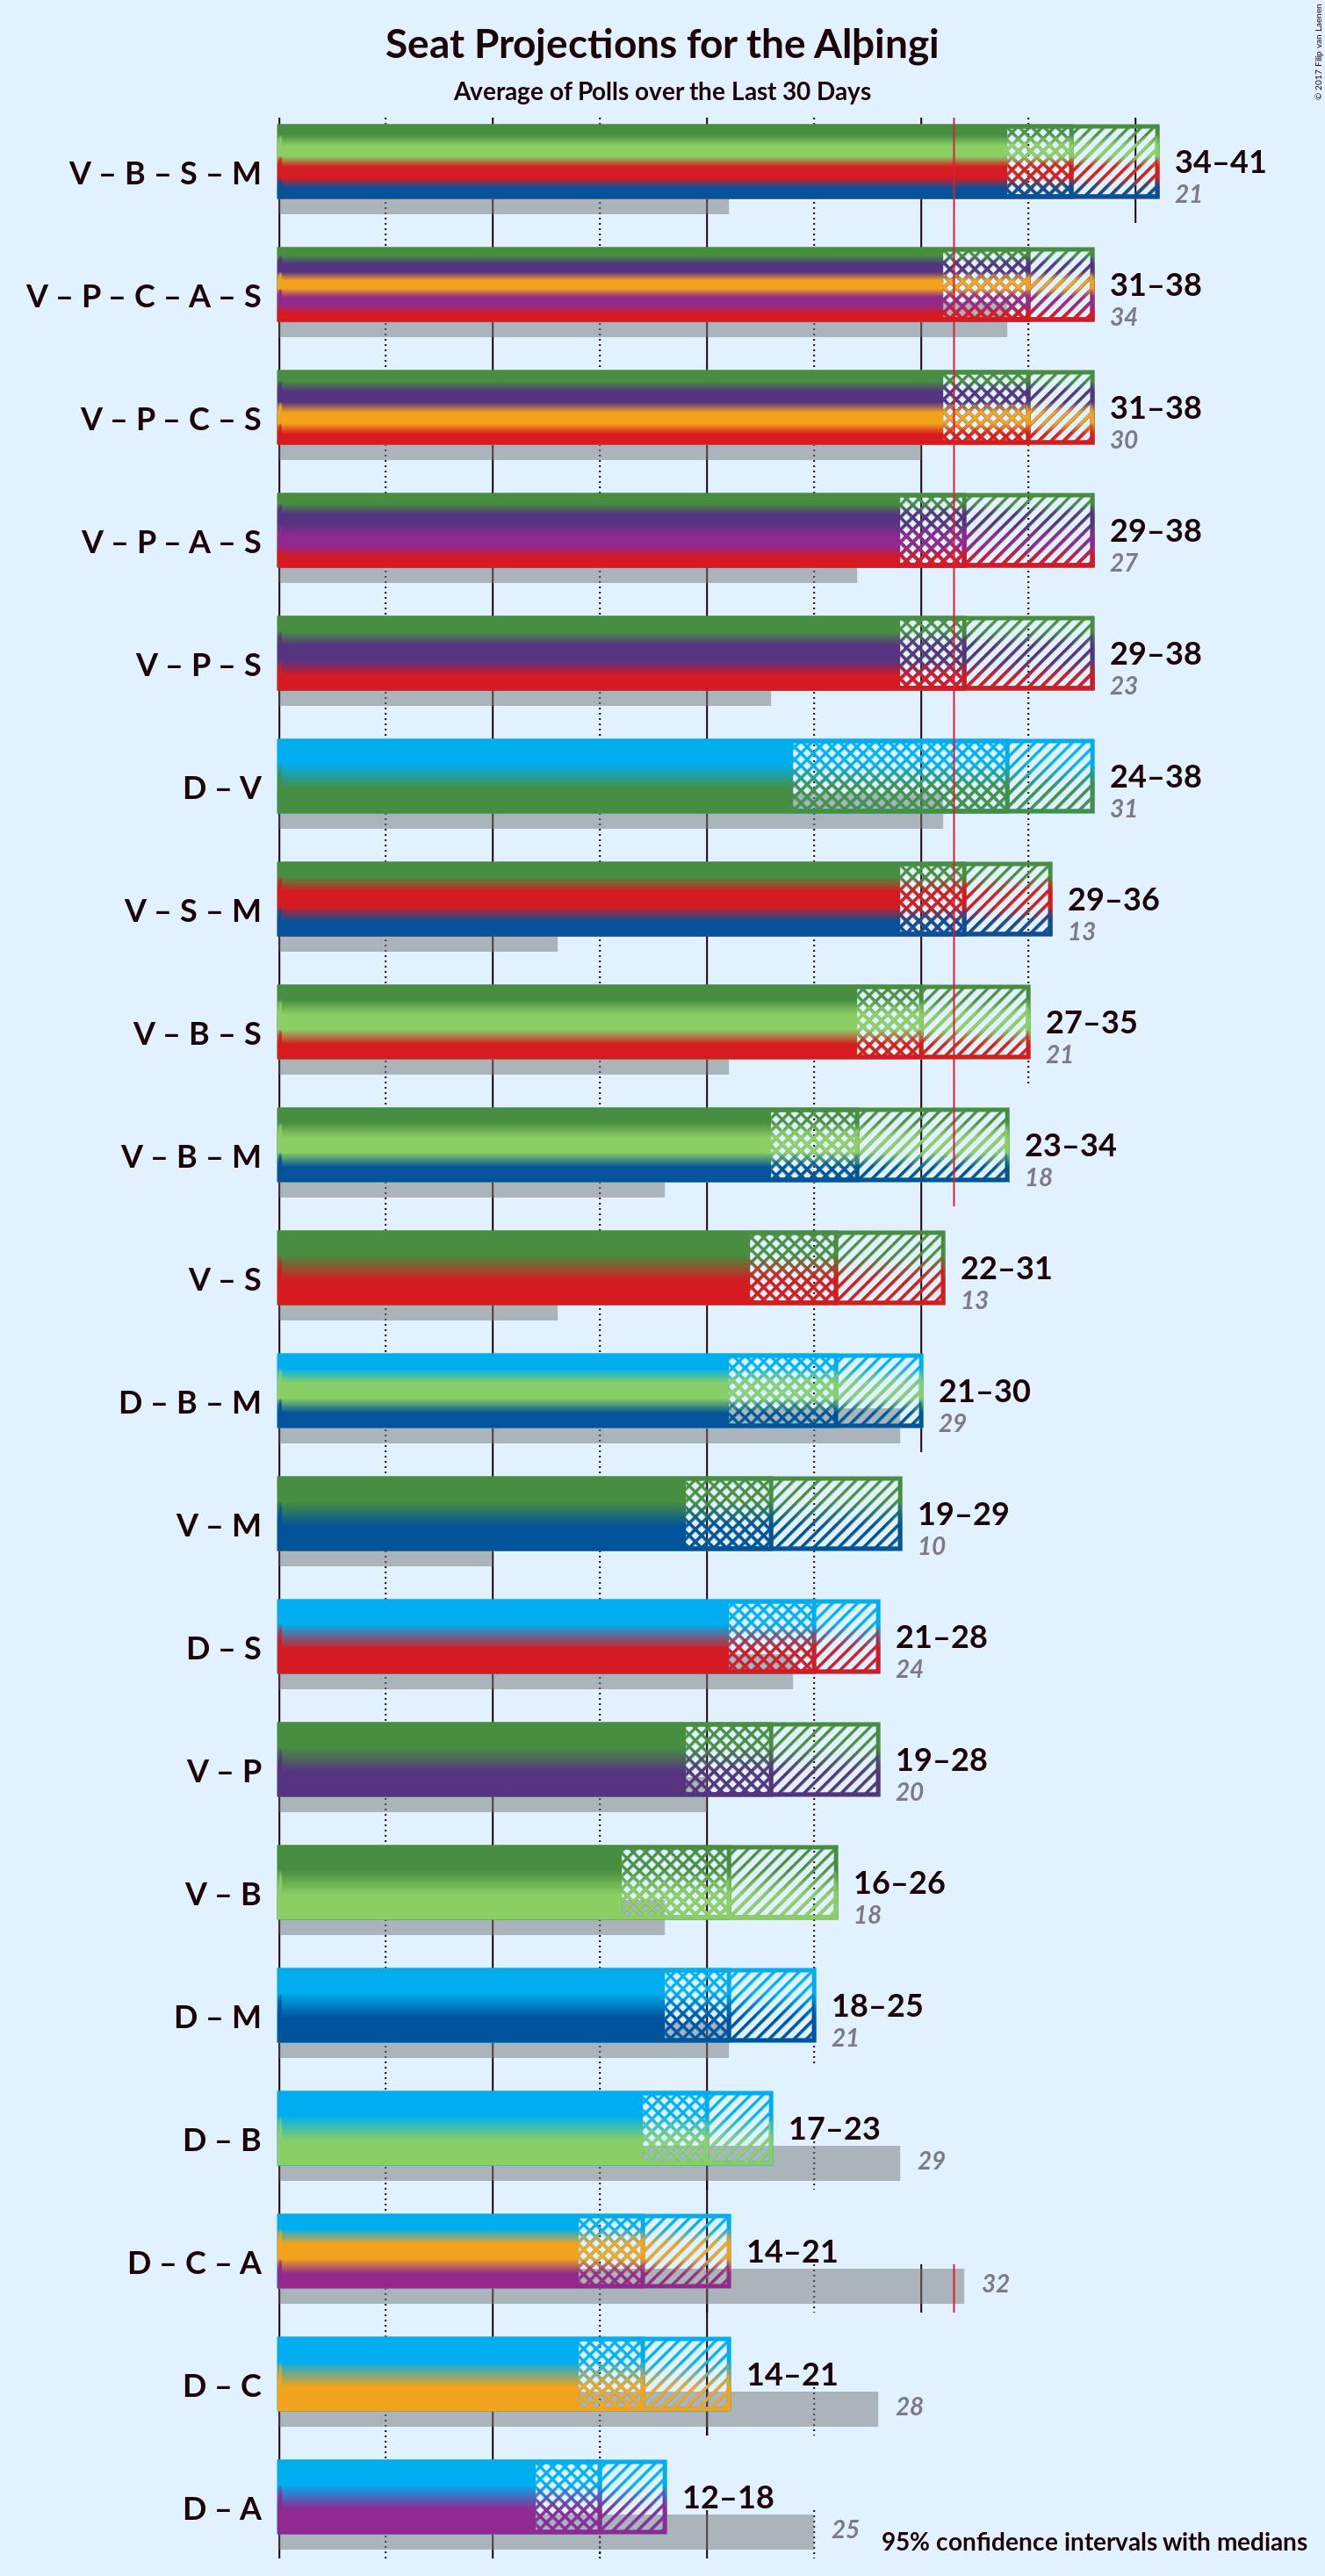 © 2017 Filip van Laenen
Seat Projections for the Alþingi
Average of Polls over the Last 30 Days
V – B – S – M
34–41
21
V – P – C – A – S
31–38
34
V – P – C – S
31–38
30
V – P – A – S
29–38
27
V – P – S
29–38
23
D – V
24–38
31
V – S – M
29–36
13
V – B – S
27–35
21
V – B – M
23–34
18
V – S
22–31
13
D – B – M
21–30
29
V – M
19–29
10
D – S
21–28
24
V – P
19–28
20
V – B
16–26
18
D – M
18–25
21
D – B
17–23
29
D – C – A
14–21
32
D – C
14–21
28
D – A
12–18
25
95% confidence intervals with medians